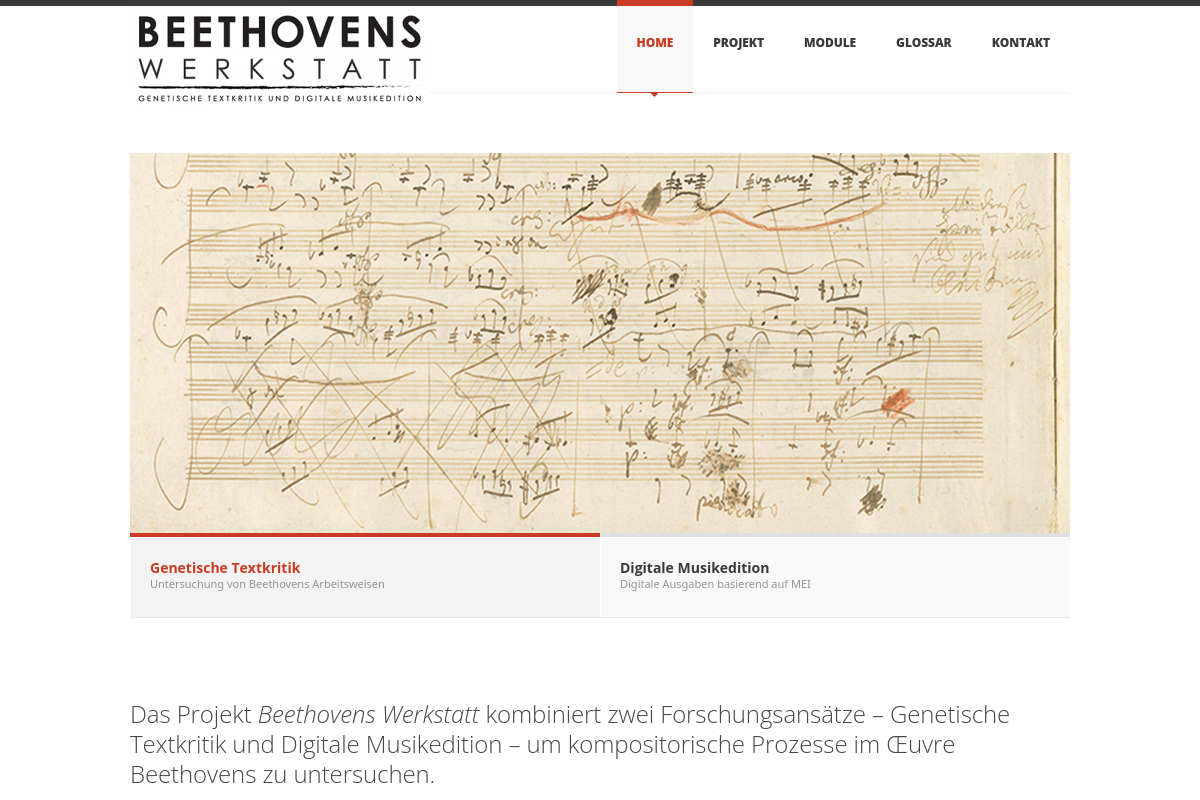 BEETHOVENS
WERKSTATT
GENETISCHE TEXTKRITIK UND DIGITALE MUSIKEDITION
HOME PROJEKT MODULE GLOSSAR KONTAKT
Genetische Textkritik
Untersuchung von Beethovens Arbeitsweisen
Digitale Musikedition
Digitale Ausgaben basierend auf MEI
Das Projekt Beethovens Werkstatt kombiniert zwei Forschungsansätze – Genetische
Textkritik und Digitale Musikedition – um kompositorische Prozesse im Œuvre
Beethovens zu untersuchen.